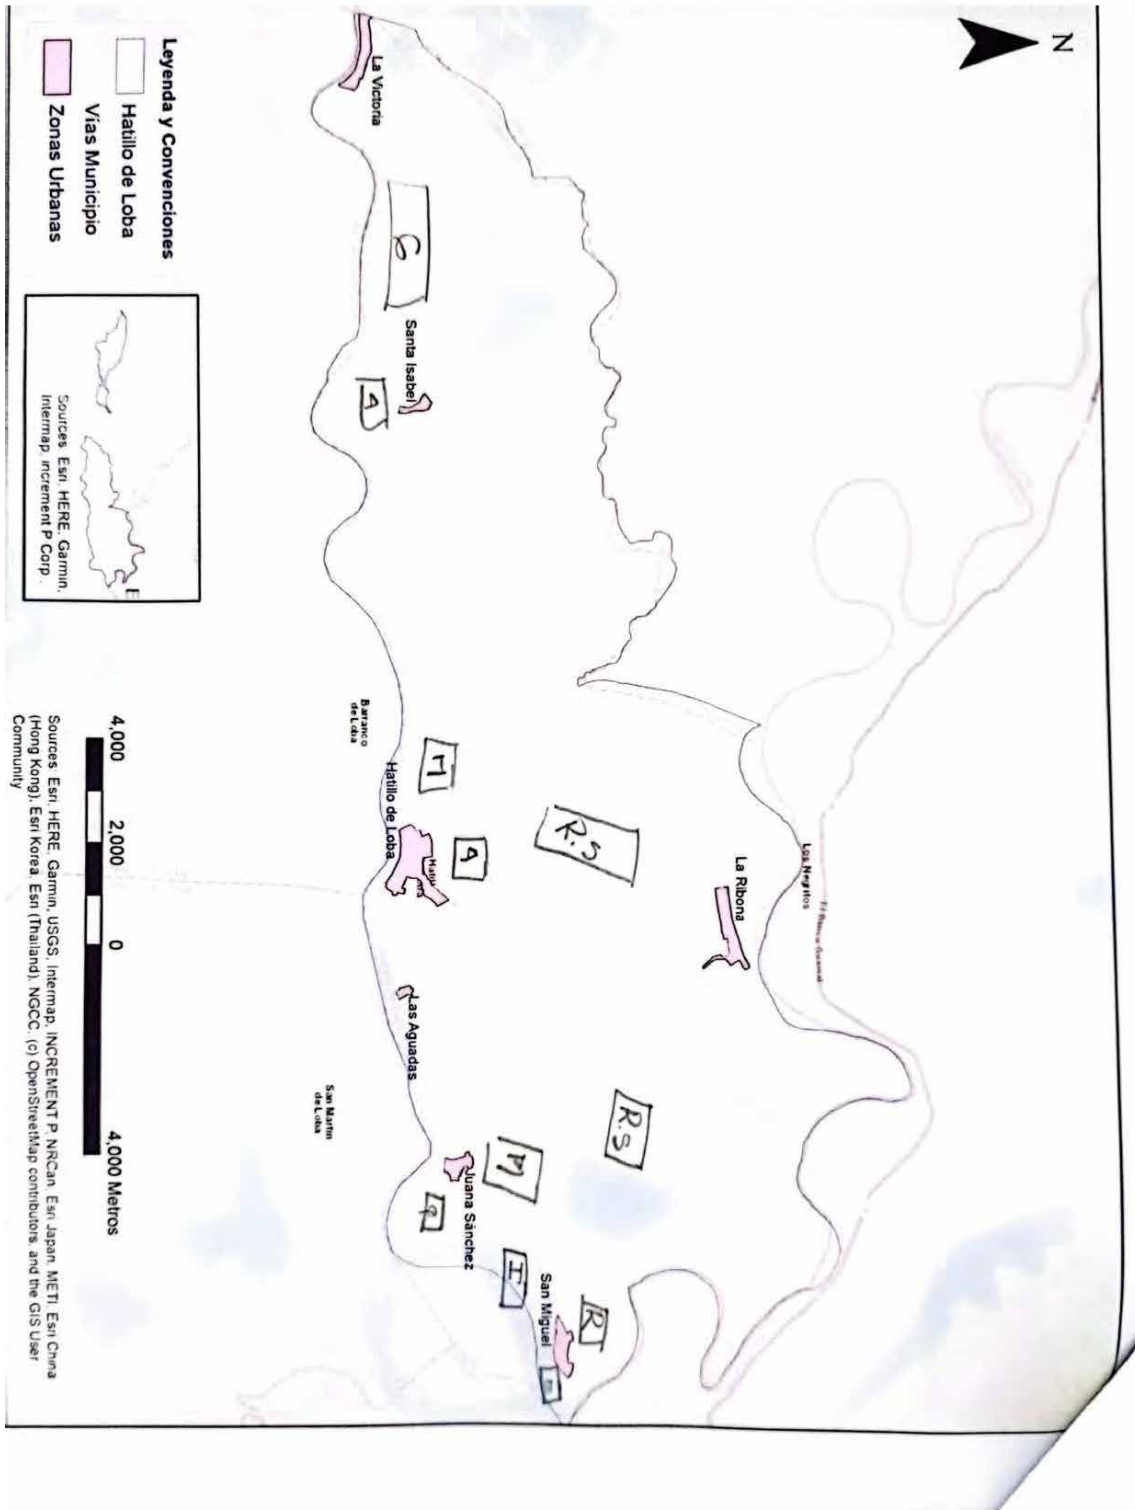 N
La Victoria
G
Santa Isabel
A
Barranco
de Loba
M
Hatillo de Loba
A
R.S
La Ribona
Los Negritos
Las Aguadas
San Martin
de Loba
R.S
M
Juana Sánchez
I
San Miguel
R
Leyenda y Convenciones
Hatillo de Loba
Vías Municipio
Zonas Urbanas
E
Sources: Esri, HERE, Garmin,
Intermap, increment P Corp.
4,000 2,000 0 4,000 Metros
Sources: Esri, HERE, Garmin, USGS, Intermap, INCREMENT P, NRCan, Esri Japan, METI, Esri China
(Hong Kong), Esri Korea, Esri (Thailand), NGCC, (c) OpenStreetMap contributors, and the GIS User
Community